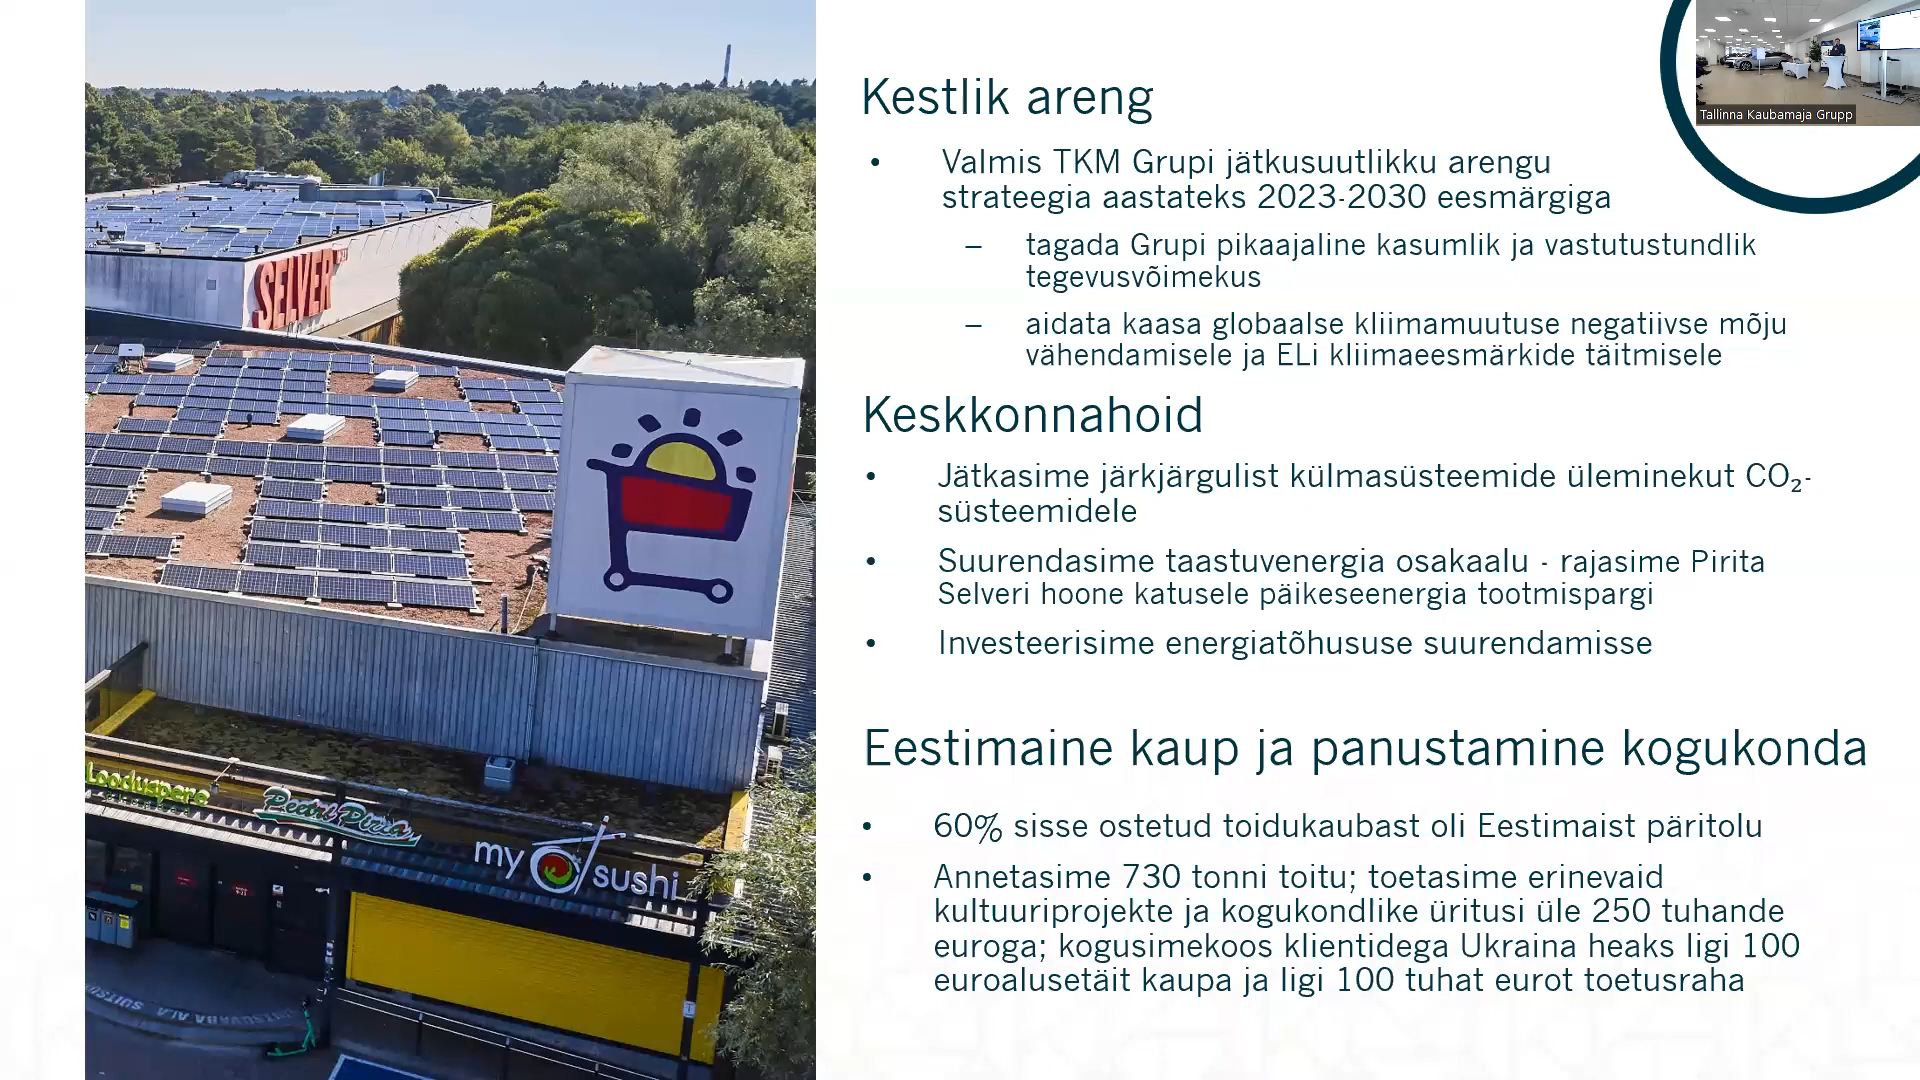 Kestlik areng
Tallinna Kaubamaja Grupp
• Valmis TKM Grupi jätkusuutlikku arengu
strateegia aastateks 2023-2030 eesmärgiga
– tagada Grupi pikaajaline kasumlik ja vastutustundlik
tegevusvõimekus
– aidata kaasa globaalse kliimamuutuse negatiivse mõju
vähendamisele ja ELi kliimaeesmärkide täitmisele
Keskkonnahoid
• Jätkasime järkjärgulist külmasüsteemide üleminekut CO₂-
süsteemidele
• Suurendasime taastuvenergia osakaalu - rajasime Pirita
Selveri hoone katusele päikeseenergia tootmispargi
• Investeerisime energiatõhususe suurendamisse
Eestimaine kaup ja panustamine kogukonda
• 60% sisse ostetud toidukaubast oli Eestimaist päritolu
• Annetasime 730 tonni toitu; toetasime erinevaid
kultuuriprojekte ja kogukondlike üritusi üle 250 tuhande
euroga; kogusimekoos klientidega Ukraina heaks ligi 100
euroalusetäit kaupa ja ligi 100 tuhat eurot toetusraha
SELVER
Looduspere
Peetri Pizza
my sushi
SUITSUVABA ALA